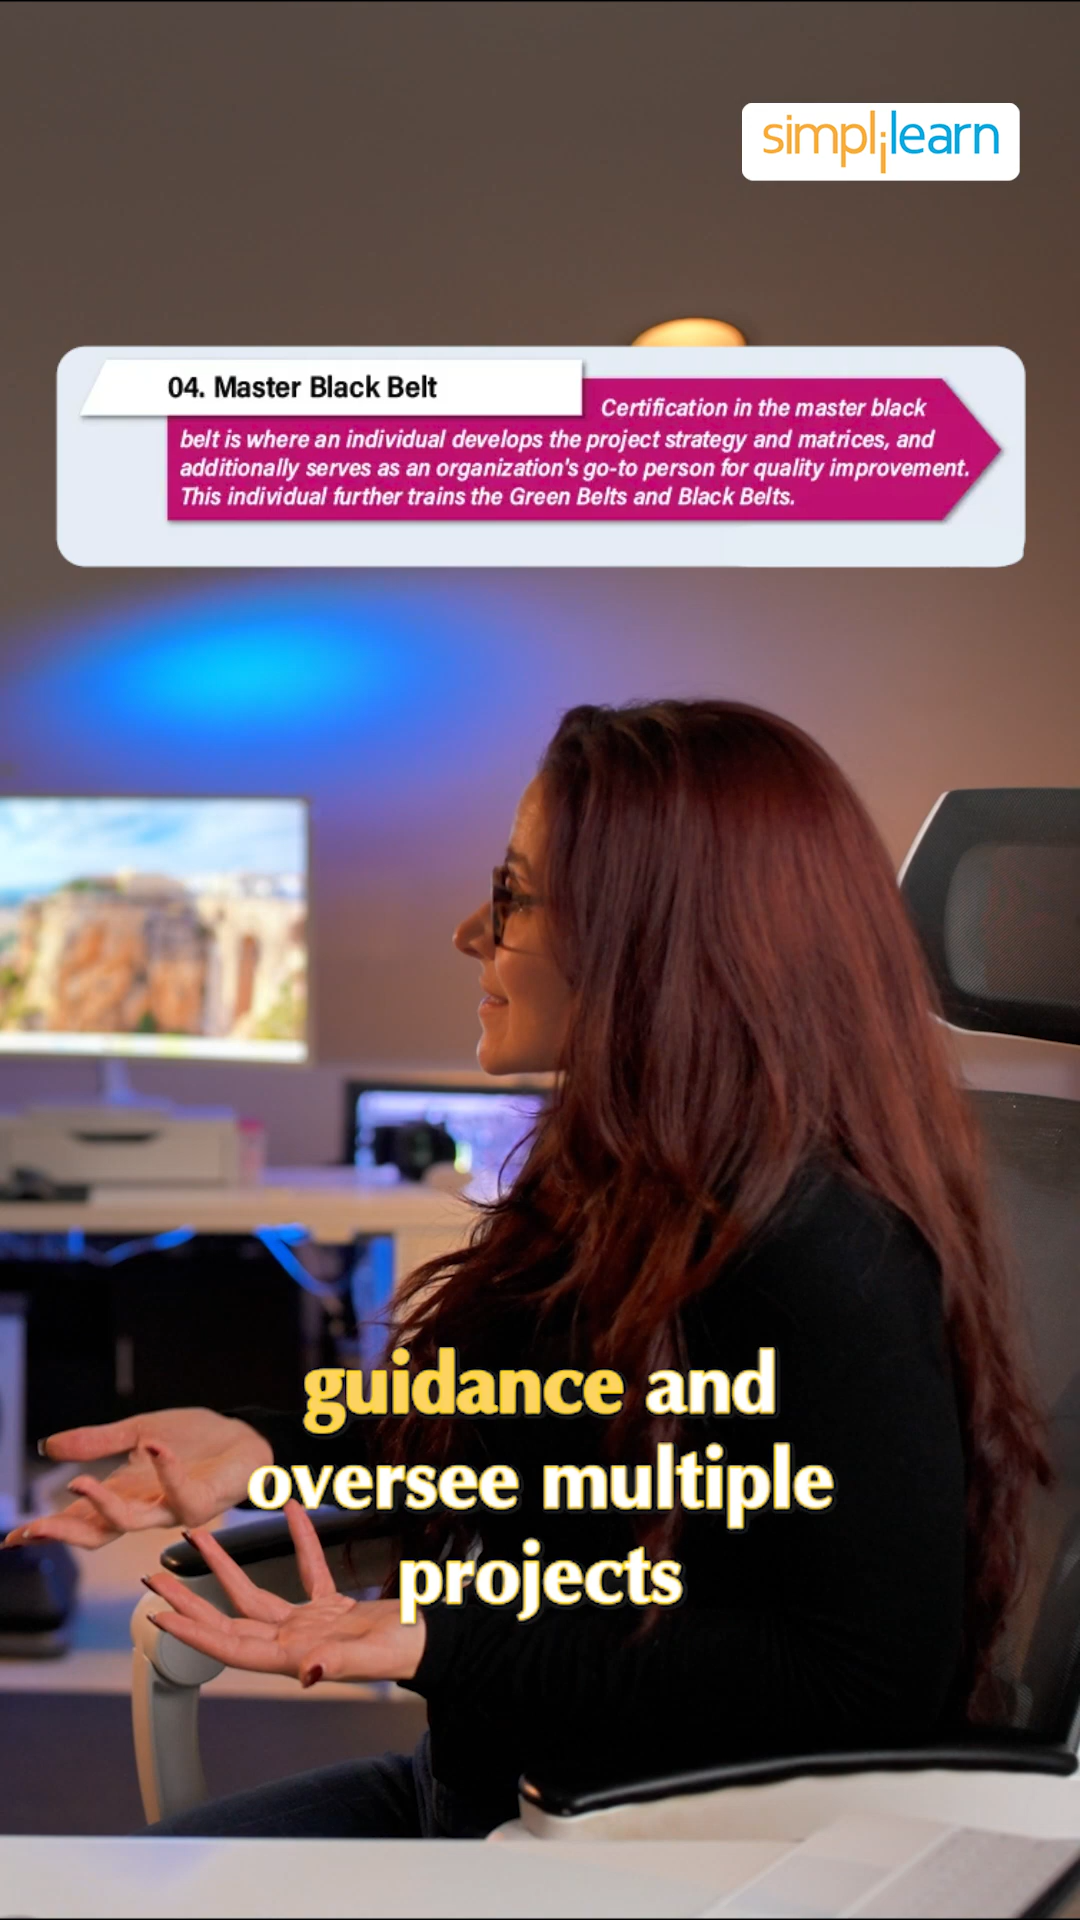 simplilearn
04. Master Black Belt
Certification in the master black
belt is where an individual develops the project strategy and matrices, and
additionally serves as an organization's go-to person for quality improvement.
This individual further trains the Green Belts and Black Belts.
guidance and
oversee multiple
projects